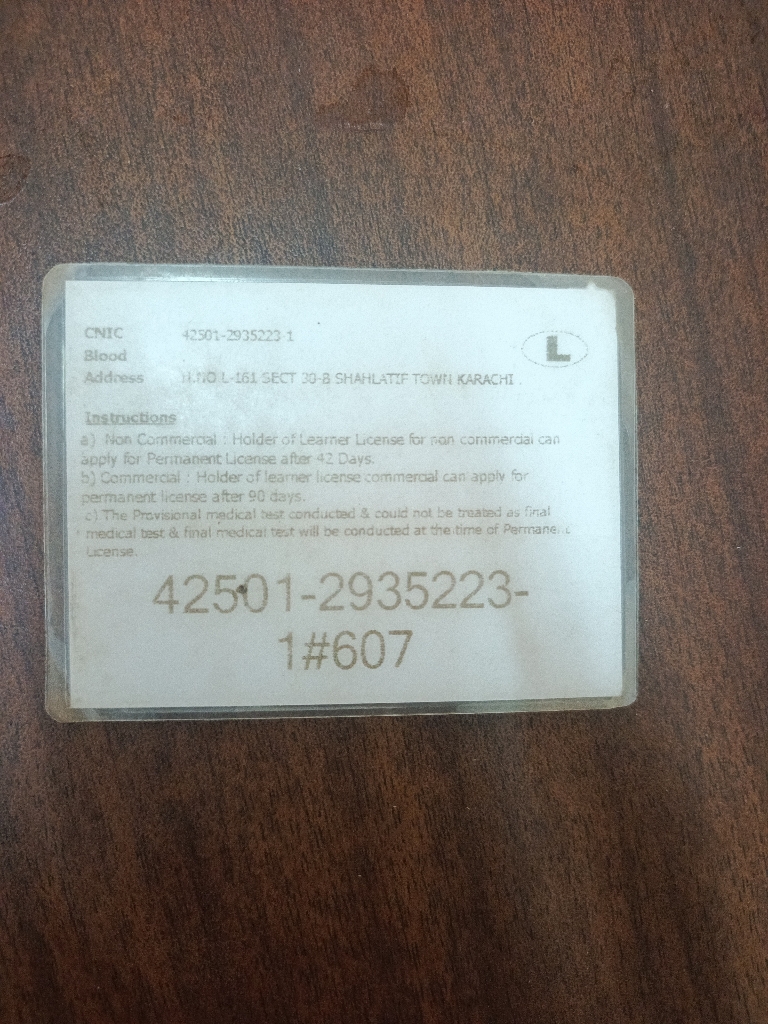 CNIC 42501-2935223-1
L
Blood
Address H.NO L-161 SECT 30-B SHAHLATIF TOWN KARACHI .
Instructions
a) Non Commercial : Holder of Learner License for non commercial can
apply for Permanent License after 42 Days.
b) Commercial : Holder of learner license commercial can apply for
permanent license after 90 days.
c) The Provisional medical test conducted & could not be treated as final
medical test & final medical test will be conducted at the time of Permanent
License.
42501-2935223-
1#607